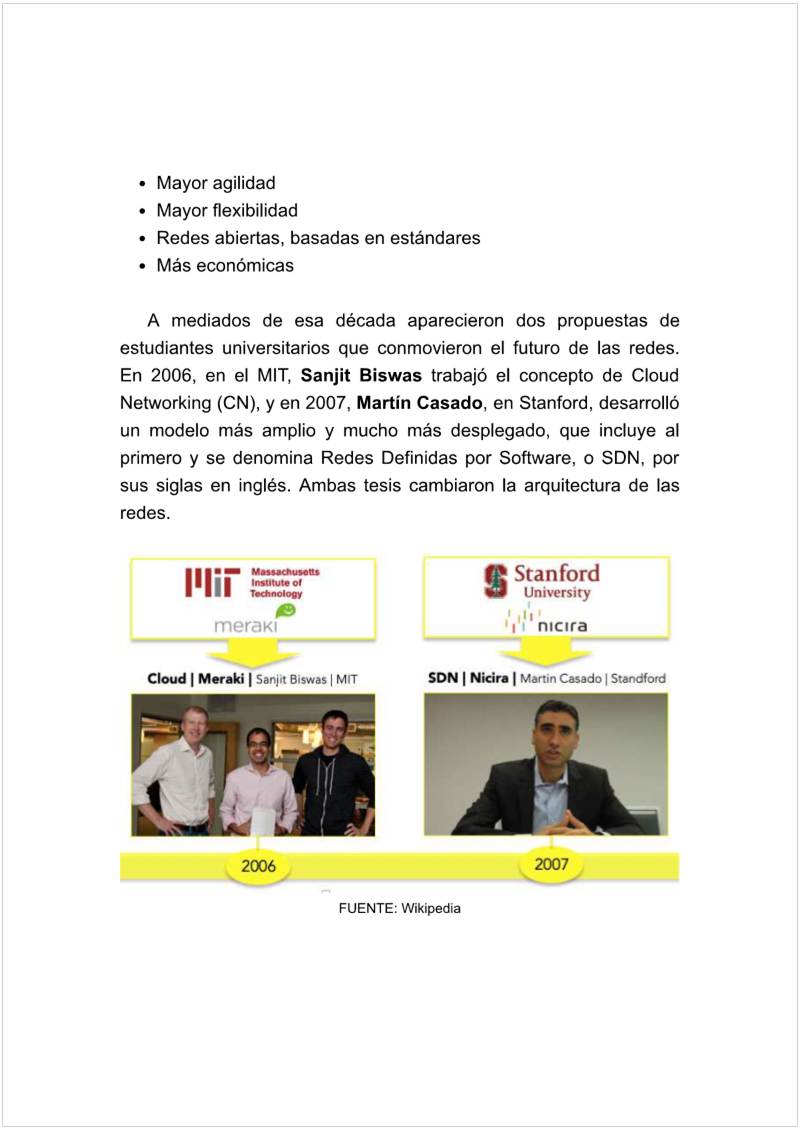 • Mayor agilidad
• Mayor flexibilidad
• Redes abiertas, basadas en estándares
• Más económicas
A mediados de esa década aparecieron dos propuestas de
estudiantes universitarios que conmovieron el futuro de las redes.
En 2006, en el MIT, Sanjit Biswas trabajó el concepto de Cloud
Networking (CN), y en 2007, Martín Casado, en Stanford, desarrolló
un modelo más amplio y mucho más desplegado, que incluye al
primero y se denomina Redes Definidas por Software, o SDN, por
sus siglas en inglés. Ambas tesis cambiaron la arquitectura de las
redes.
MIT Massachusetts
Institute of
Technology
meraki
Stanford
University
nicira
Cloud | Meraki | Sanjit Biswas | MIT
SDN | Nicira | Martin Casado | Standford
2006
2007
FUENTE: Wikipedia